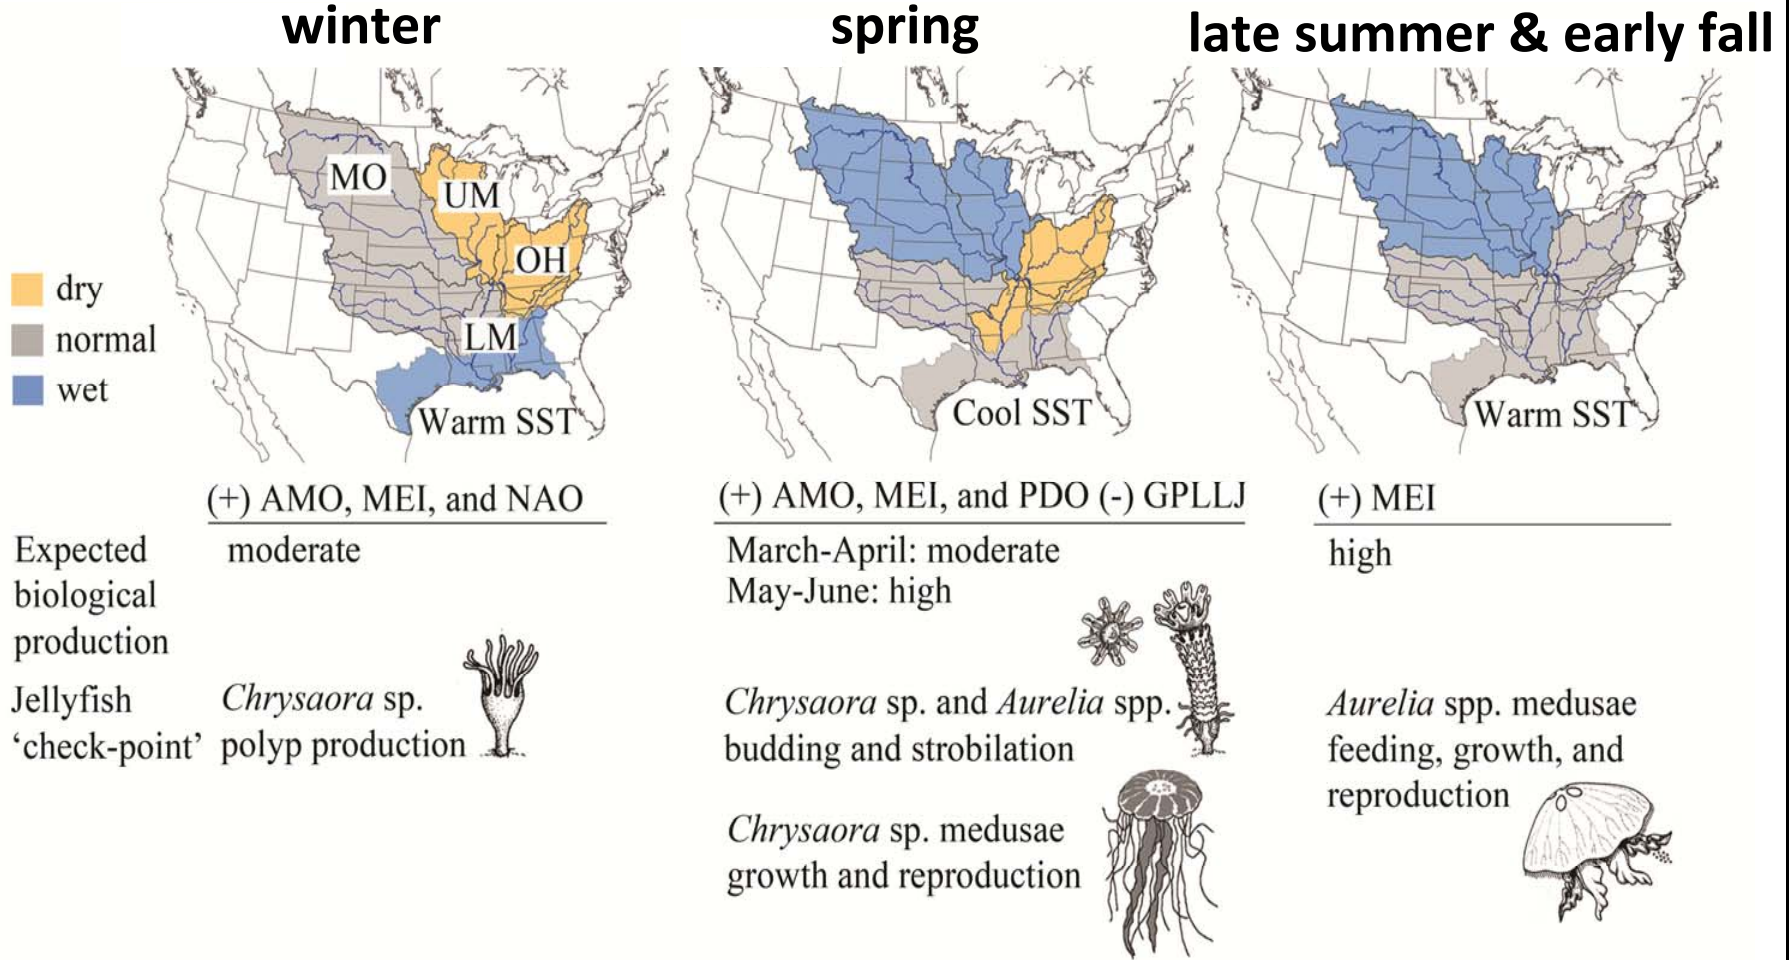 winter
spring
late summer & early fall
MO
UM
OH
LM
dry
normal
wet
Warm SST
Cool SST
Warm SST
(+) AMO, MEI, and NAO
(+) AMO, MEI, and PDO (-) GPLLJ
(+) MEI
Expected
biological
production
moderate
March-April: moderate
May-June: high
high
Jellyfish
‘check-point’
Chrysaora sp.
polyp production
Chrysaora sp. and Aurelia spp.
budding and strobilation
Chrysaora sp. medusae
growth and reproduction
Aurelia spp. medusae
feeding, growth, and
reproduction